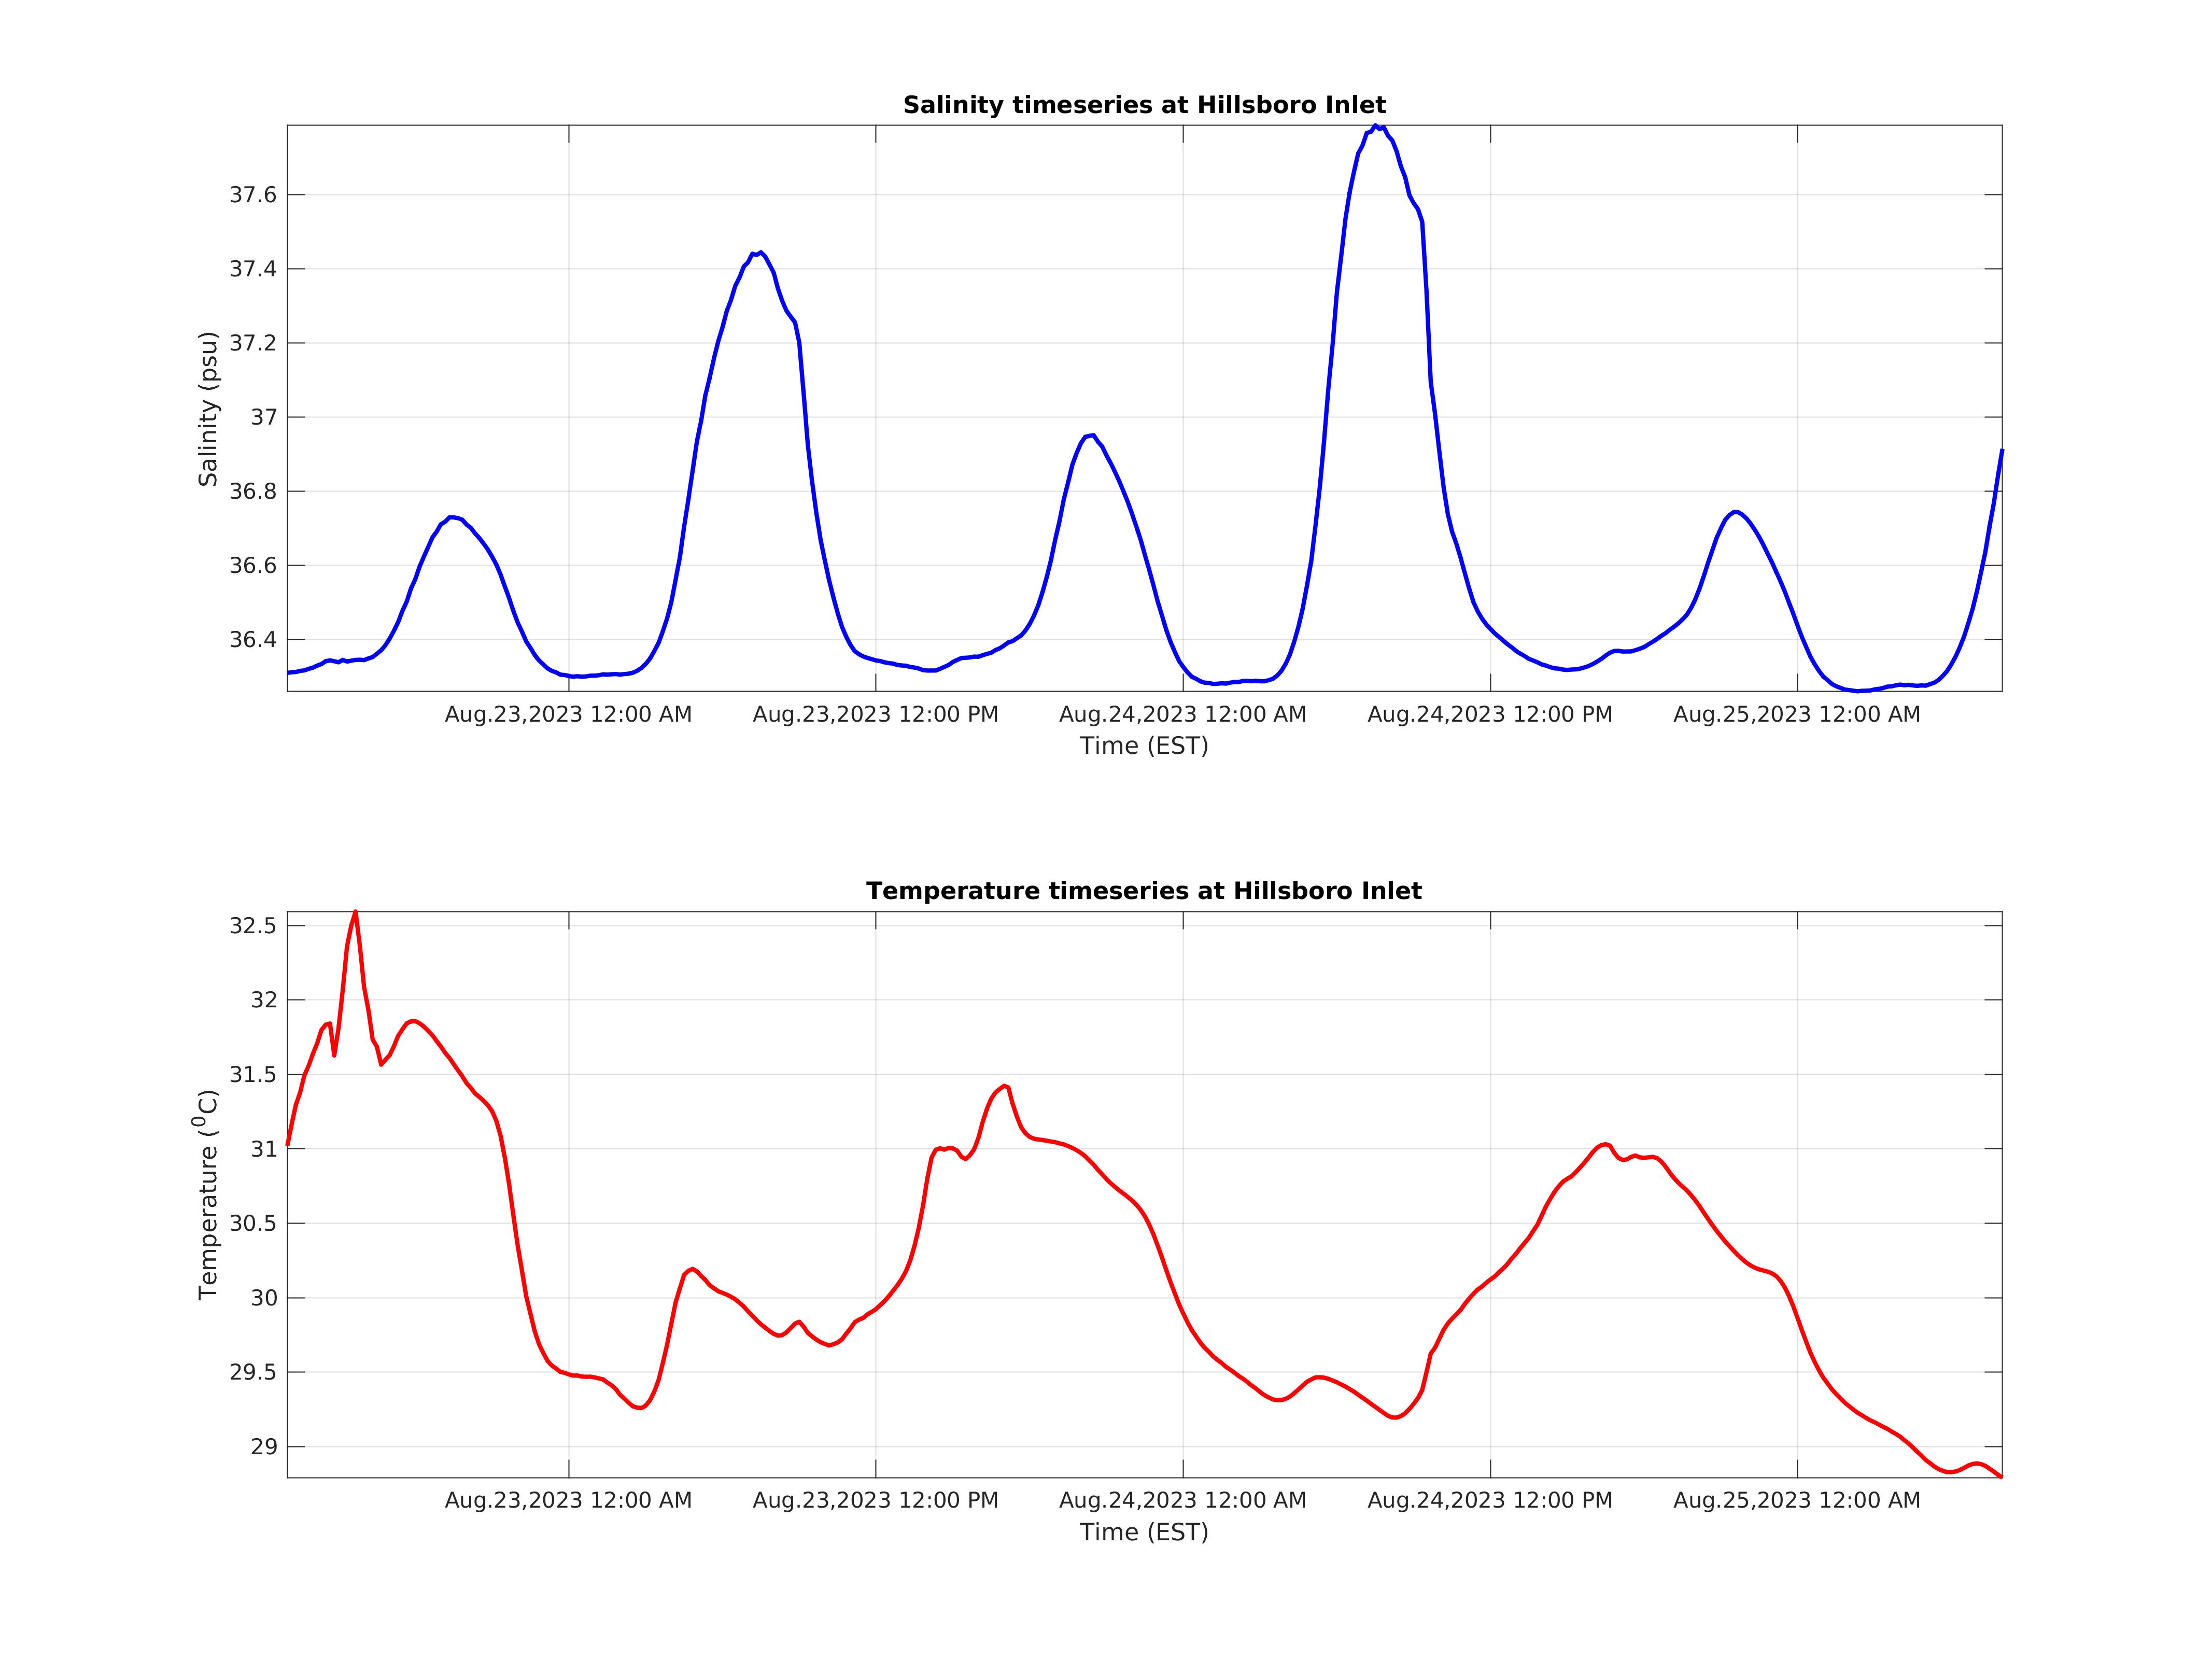 Salinity timeseries at Hillsboro Inlet
37.6
37.4
37.2
37
36.8
36.6
36.4
Salinity (psu)
Aug.23,2023 12:00 AM Aug.23,2023 12:00 PM Aug.24,2023 12:00 AM Aug.24,2023 12:00 PM Aug.25,2023 12:00 AM
Time (EST)
Temperature timeseries at Hillsboro Inlet
32.5
32
31.5
31
30.5
30
29.5
29
Temperature (⁰C)
Aug.23,2023 12:00 AM Aug.23,2023 12:00 PM Aug.24,2023 12:00 AM Aug.24,2023 12:00 PM Aug.25,2023 12:00 AM
Time (EST)